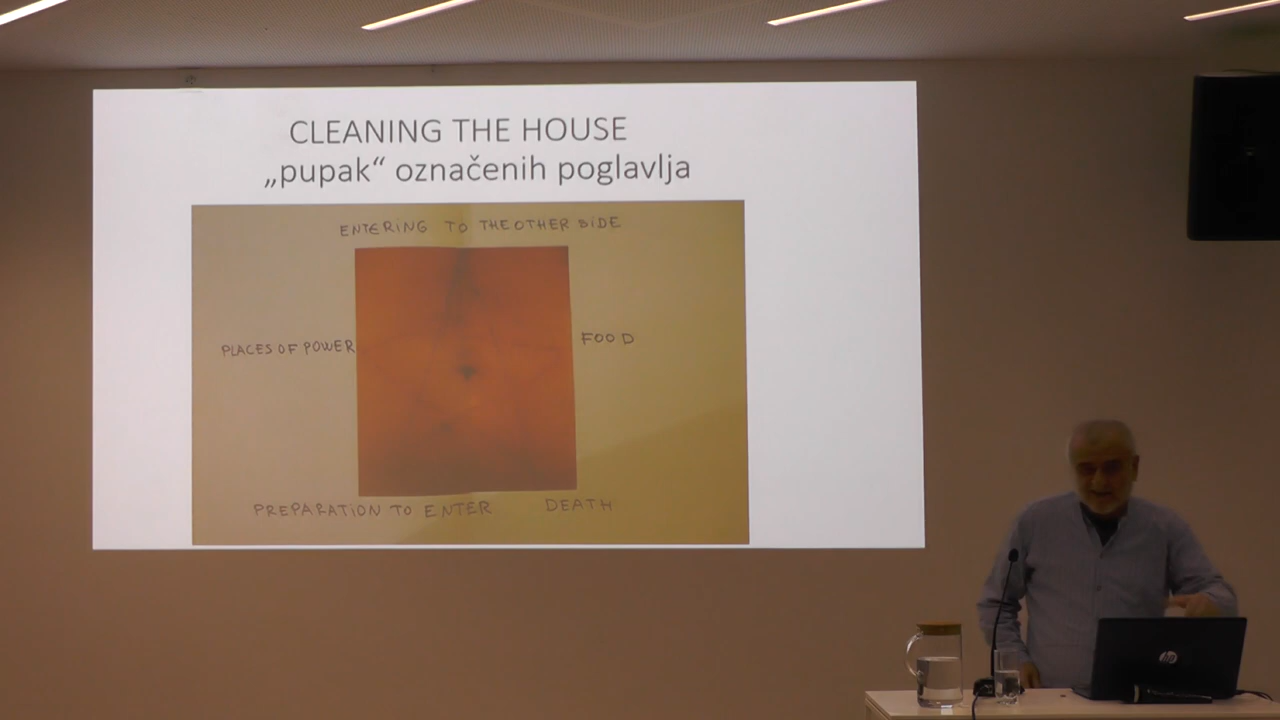 CLEANING THE HOUSE
„pupak“ označenih poglavlja
ENTERING TO THE OTHER SIDE
PLACES OF POWER
FOOD
PREPARATION TO ENTER DEATH
hp